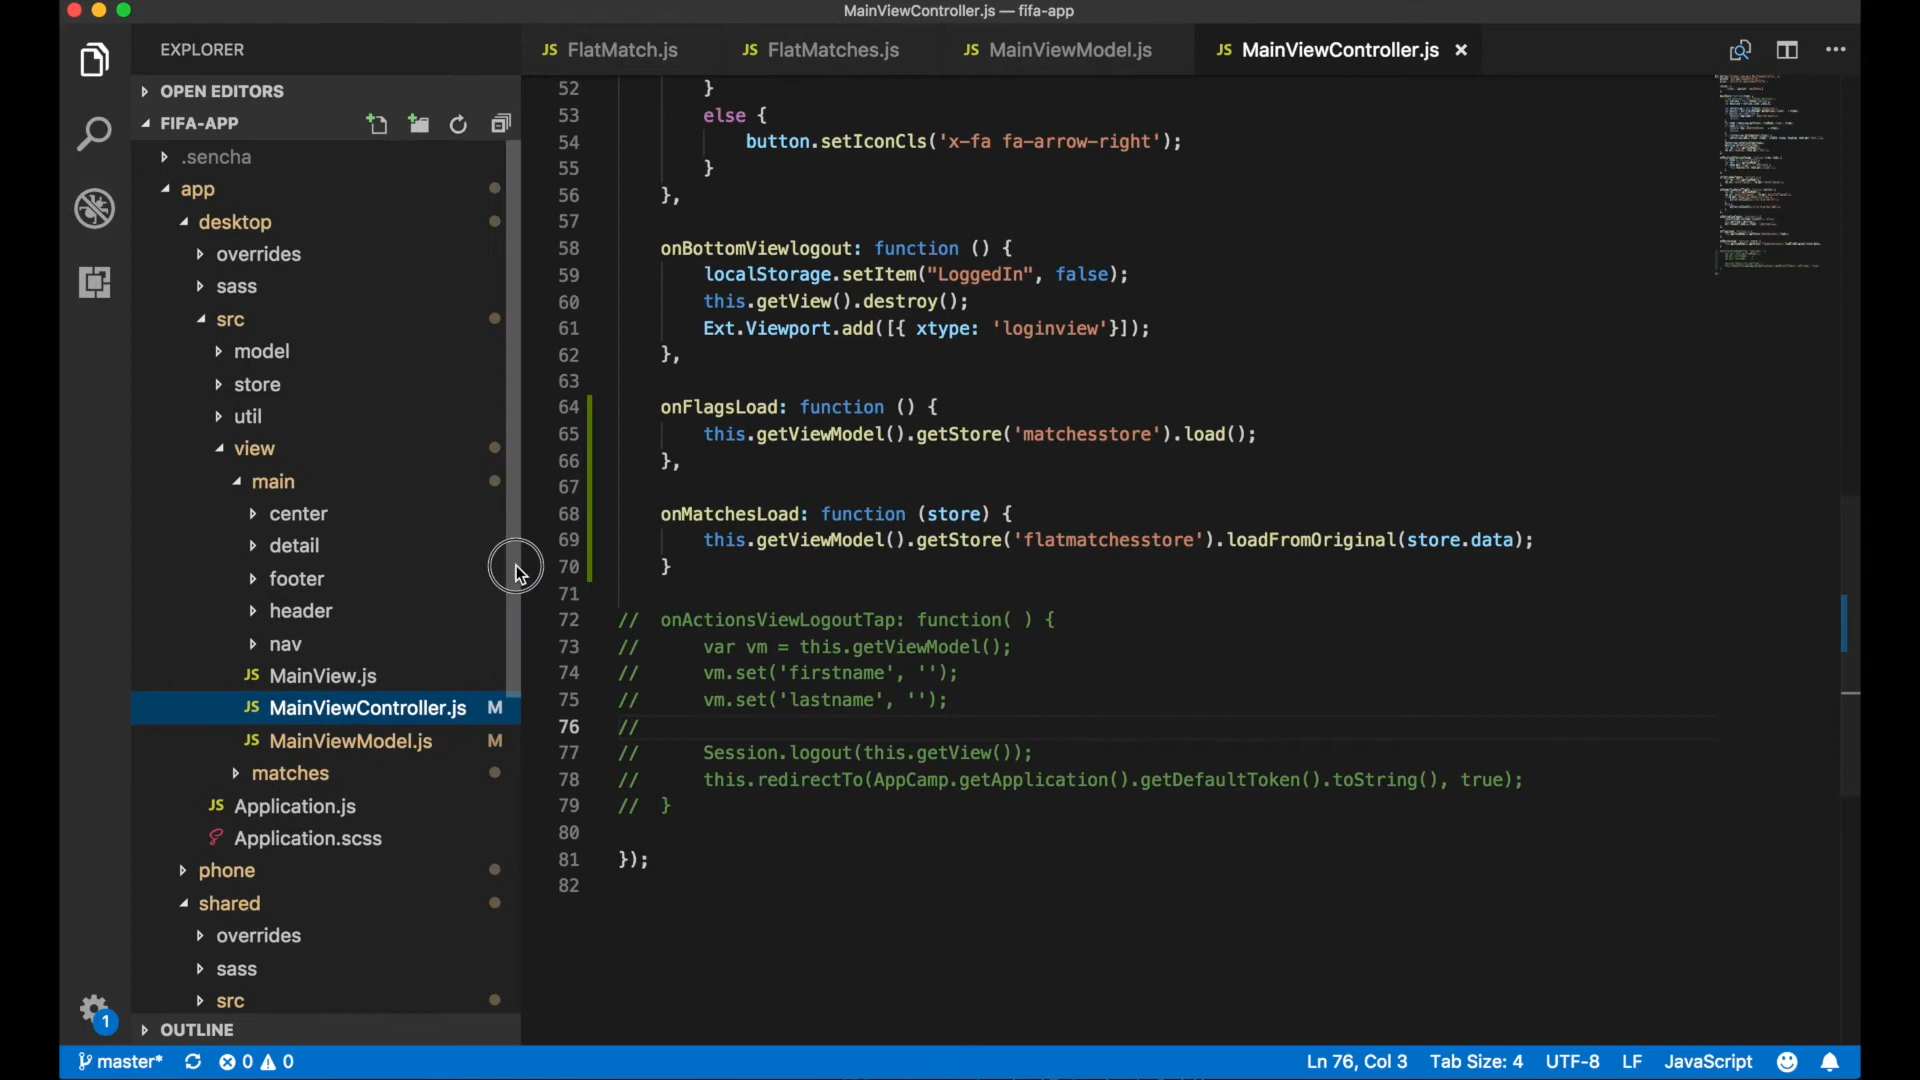 MainViewController.js — fifa-app
EXPLORER
OPEN EDITORS
FIFA-APP
.sencha
app
desktop
overrides
sass
src
model
store
util
view
main
center
detail
footer
header
nav
JS MainView.js
JS MainViewController.js M
JS MainViewModel.js M
matches
JS Application.js
Application.scss
phone
shared
overrides
sass
src
OUTLINE
1
JS FlatMatch.js
JS FlatMatches.js
JS MainViewModel.js
JS MainViewController.js ×
52 }
53 else {
54 button.setIconCls('x-fa fa-arrow-right');
55 }
56 },
57
58 onBottomViewlogout: function () {
59 localStorage.setItem("LoggedIn", false);
60 this.getView().destroy();
61 Ext.Viewport.add([{ xtype: 'loginview'}]);
62 },
63
64 onFlagsLoad: function () {
65 this.getViewModel().getStore('matchesstore').load();
66 },
67
68 onMatchesLoad: function (store) {
69 this.getViewModel().getStore('flatmatchesstore').loadFromOriginal(store.data);
70 }
71
72 // onActionsViewLogoutTap: function( ) {
73 // var vm = this.getViewModel();
74 // vm.set('firstname', '');
75 // vm.set('lastname', '');
76 //
77 // Session.logout(this.getView());
78 // this.redirectTo(AppCamp.getApplication().getDefaultToken().toString(), true);
79 // }
80
81 });
82
master* 0 0 Ln 76, Col 3 Tab Size: 4 UTF-8 LF JavaScript